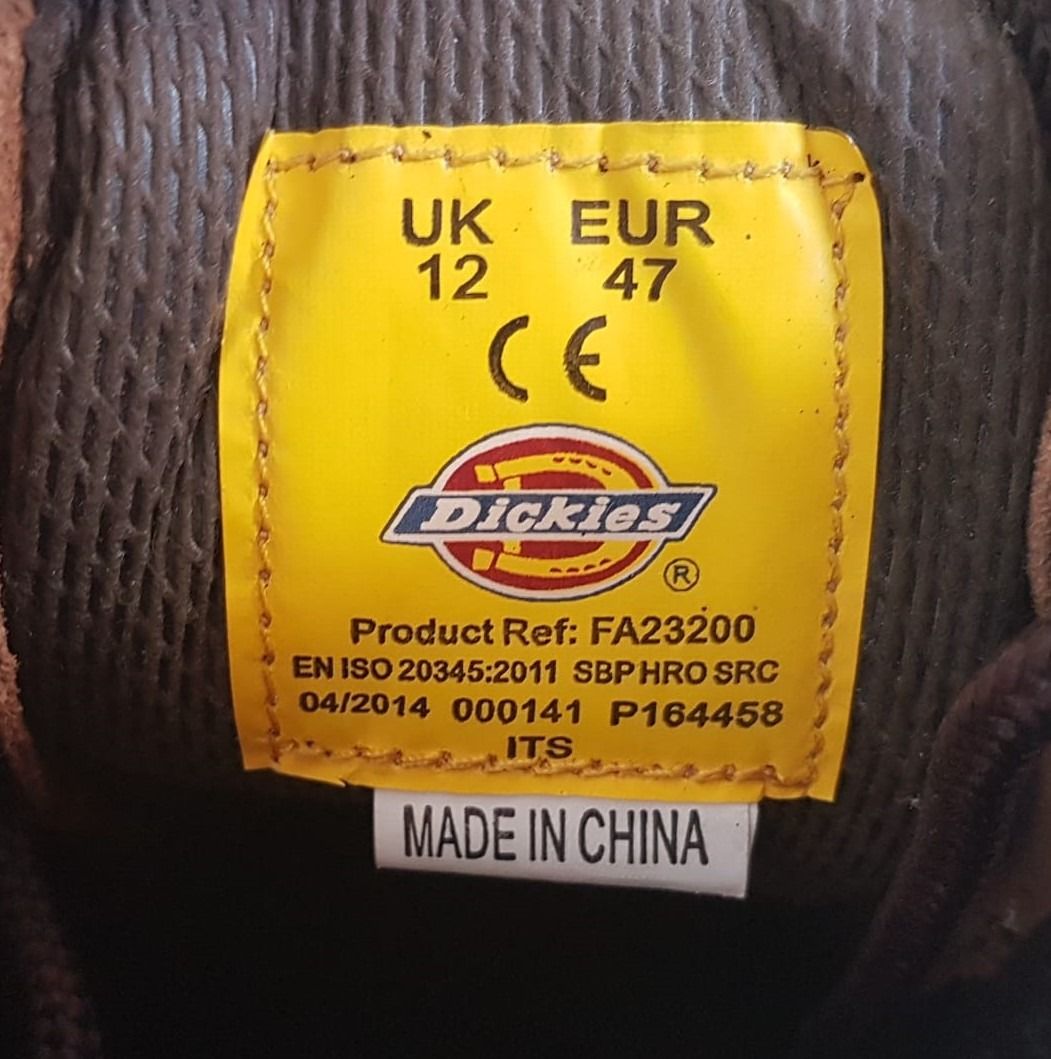 UK EUR
12 47
CE
Dickies
®
Product Ref: FA23200
EN ISO 20345:2011 SBP HRO SRC
04/2014 000141 P164458
ITS
MADE IN CHINA